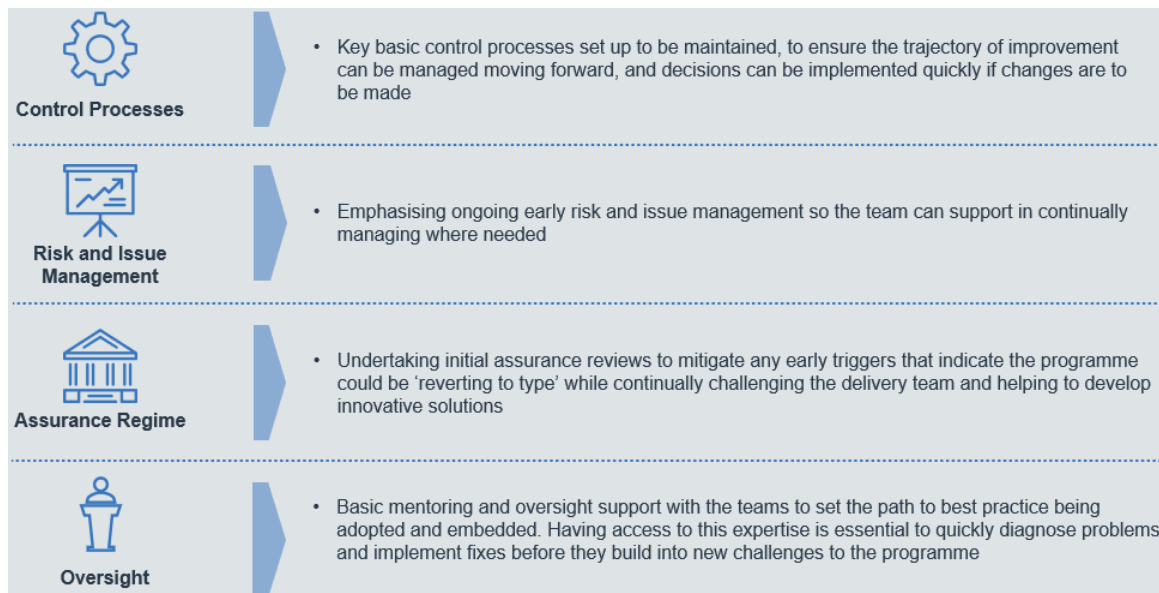 Control Processes
• Key basic control processes set up to be maintained, to ensure the trajectory of improvement
can be managed moving forward, and decisions can be implemented quickly if changes are to
be made
Risk and Issue
Management
• Emphasising ongoing early risk and issue management so the team can support in continually
managing where needed
Assurance Regime
• Undertaking initial assurance reviews to mitigate any early triggers that indicate the programme
could be ‘reverting to type’ while continually challenging the delivery team and helping to develop
innovative solutions
Oversight
• Basic mentoring and oversight support with the teams to set the path to best practice being
adopted and embedded. Having access to this expertise is essential to quickly diagnose problems
and implement fixes before they build into new challenges to the programme